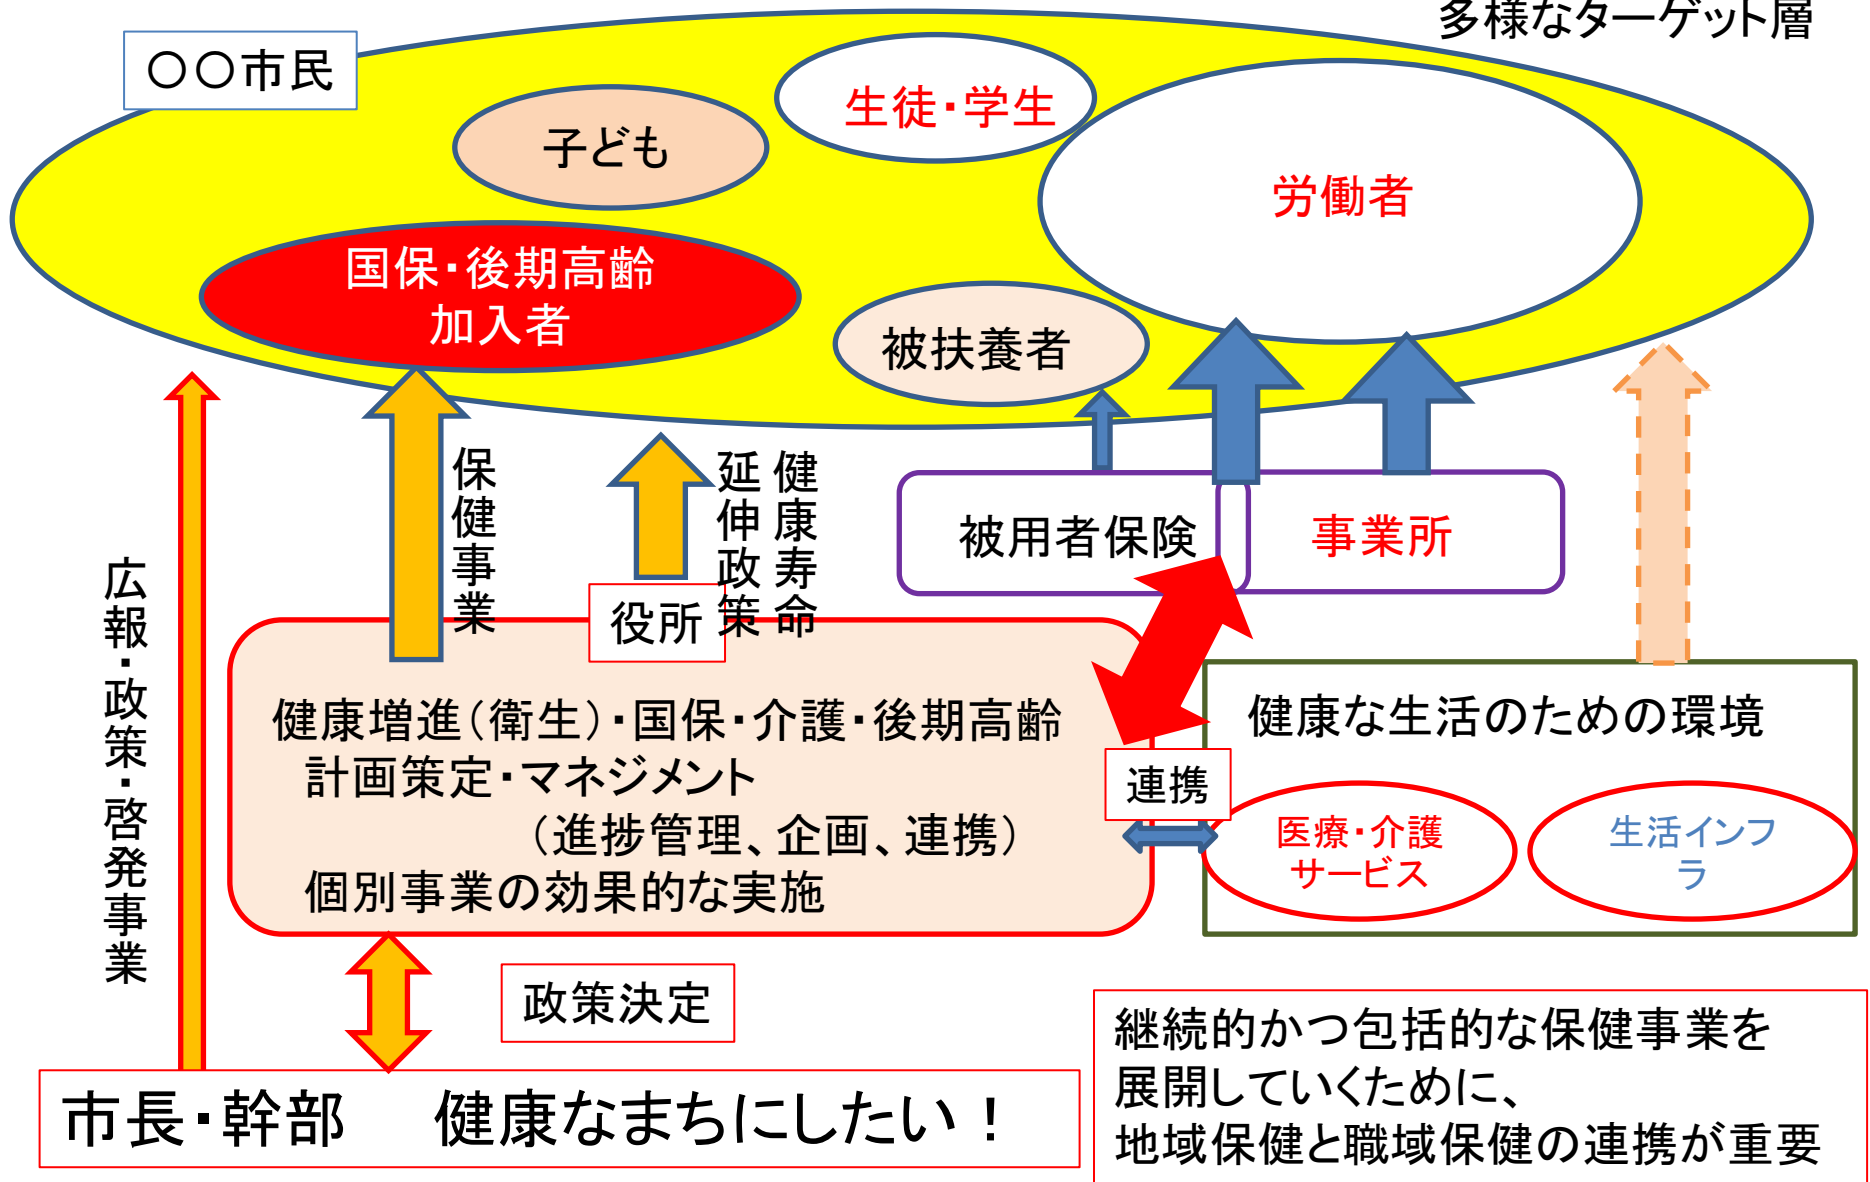 多様なターゲット層
〇〇市民
生徒・学生
子ども
労働者
国保・後期高齢
加入者
被扶養者
保健事業
健康寿命
延伸政策
被用者保険
事業所
広報・政策・啓発事業
役所
健康増進（衛生）・国保・介護・後期高齢
計画策定・マネジメント
（進捗管理、企画、連携）
個別事業の効果的な実施
連携
健康な生活のための環境
医療・介護
サービス
生活インフ
ラ
政策決定
市長・幹部　健康なまちにしたい！
継続的かつ包括的な保健事業を
展開していくために、
地域保健と職域保健の連携が重要